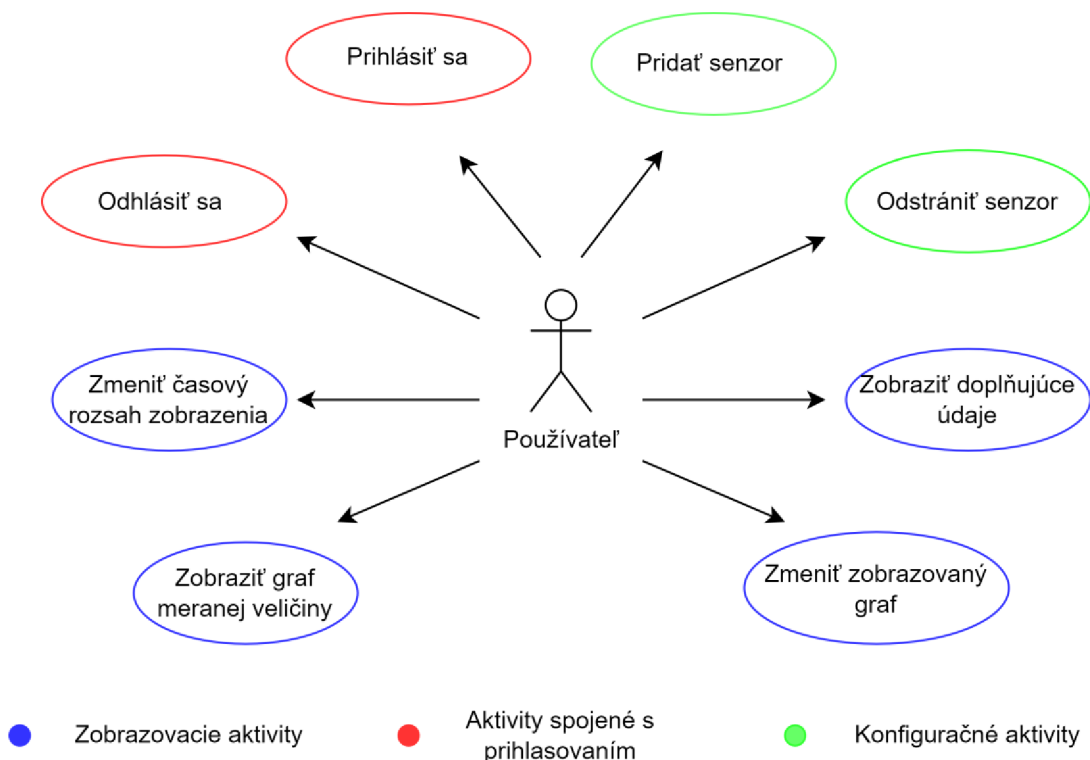 Prihlásiť sa
Pridať senzor
Odhlásiť sa
Odstrániť senzor
Zmeniť časový
rozsah zobrazenia
Zobraziť doplňujúce
údaje
Používateľ
Zobraziť graf
meranej veličiny
Zmeniť zobrazovaný
graf
Zobrazovacie aktivity
Aktivity spojené s
prihlasovaním
Konfiguračné aktivity